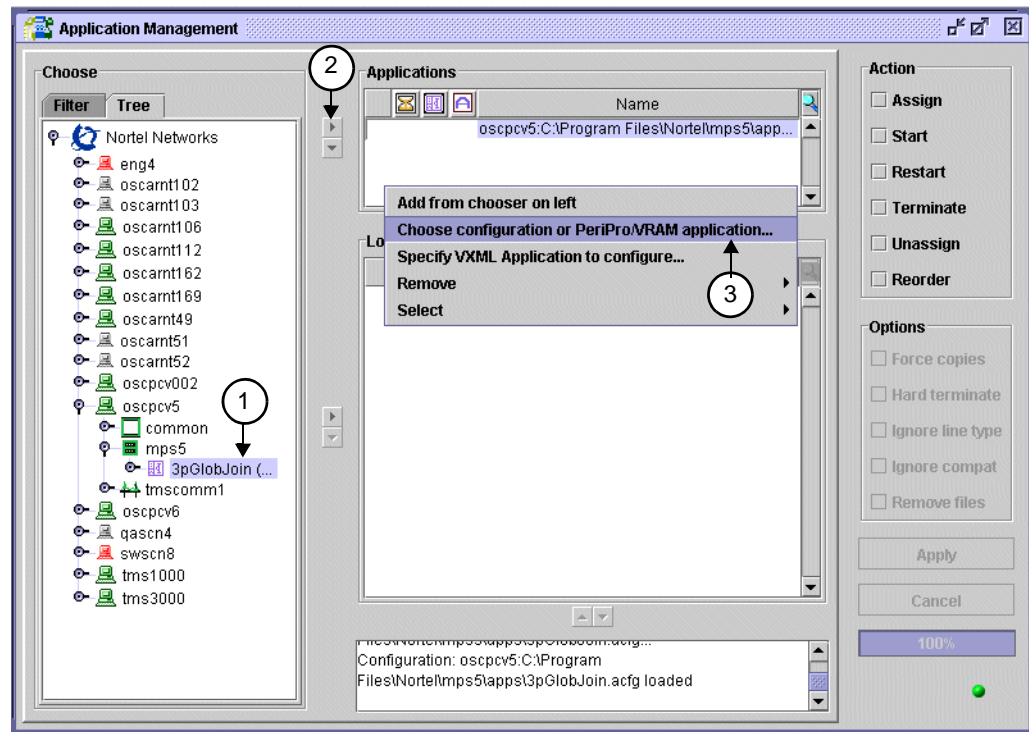 Application Management
Choose
Filter Tree
Nortel Networks
eng4
oscarnt102
oscarnt103
oscarnt106
oscarnt112
oscarnt162
oscarnt169
oscarnt49
oscarnt51
oscarnt52
oscpcv002
oscpcv5
1
common
mps5
3pGlobJoin (...
tmscomm1
oscpcv6
qascn4
swscn8
tms1000
tms3000
2
Applications
Name
oscpcv5:C:\Program Files\Nortel\mps5\app...
Add from chooser on left
Choose configuration or PeriPro/VRAM application...
Specify VXML Application to configure...
Remove
Select
3
Lo
Files\Nortel\mps5\apps\3pGlobJoin.acfg...
Configuration: oscpcv5:C:\Program
Files\Nortel\mps5\apps\3pGlobJoin.acfg loaded
Action
Assign
Start
Restart
Terminate
Unassign
Reorder
Options
Force copies
Hard terminate
Ignore line type
Ignore compat
Remove files
Apply
Cancel
100%